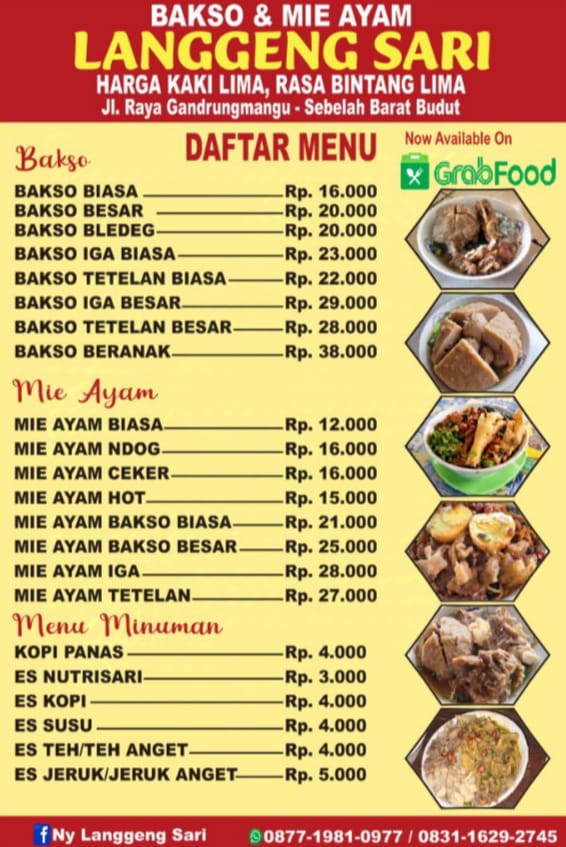 BAKSO & MIE AYAM
LANGGENG SARI
HARGA KAKI LIMA, RASA BINTANG LIMA
Jl. Raya Gandrungmangu - Sebelah Barat Budut
DAFTAR MENU
Now Available On
GrabFood
Bakso
BAKSO BIASA Rp. 16.000
BAKSO BESAR Rp. 20.000
BAKSO BLEDEG Rp. 20.000
BAKSO IGA BIASA Rp. 23.000
BAKSO TETELAN BIASA Rp. 22.000
BAKSO IGA BESAR Rp. 29.000
BAKSO TETELAN BESAR Rp. 28.000
BAKSO BERANAK Rp. 38.000
Mie Ayam
MIE AYAM BIASA Rp. 12.000
MIE AYAM NDOG Rp. 16.000
MIE AYAM CEKER Rp. 16.000
MIE AYAM HOT Rp. 15.000
MIE AYAM BAKSO BIASA Rp. 21.000
MIE AYAM BAKSO BESAR Rp. 25.000
MIE AYAM IGA Rp. 28.000
MIE AYAM TETELAN Rp. 27.000
Menu Minuman
KOPI PANAS Rp. 4.000
ES NUTRISARI Rp. 3.000
ES KOPI Rp. 4.000
ES SUSU Rp. 4.000
ES TEH/TEH ANGET Rp. 4.000
ES JERUK/JERUK ANGET Rp. 5.000
Ny Langgeng Sari
0877-1981-0977 / 0831-1629-2745